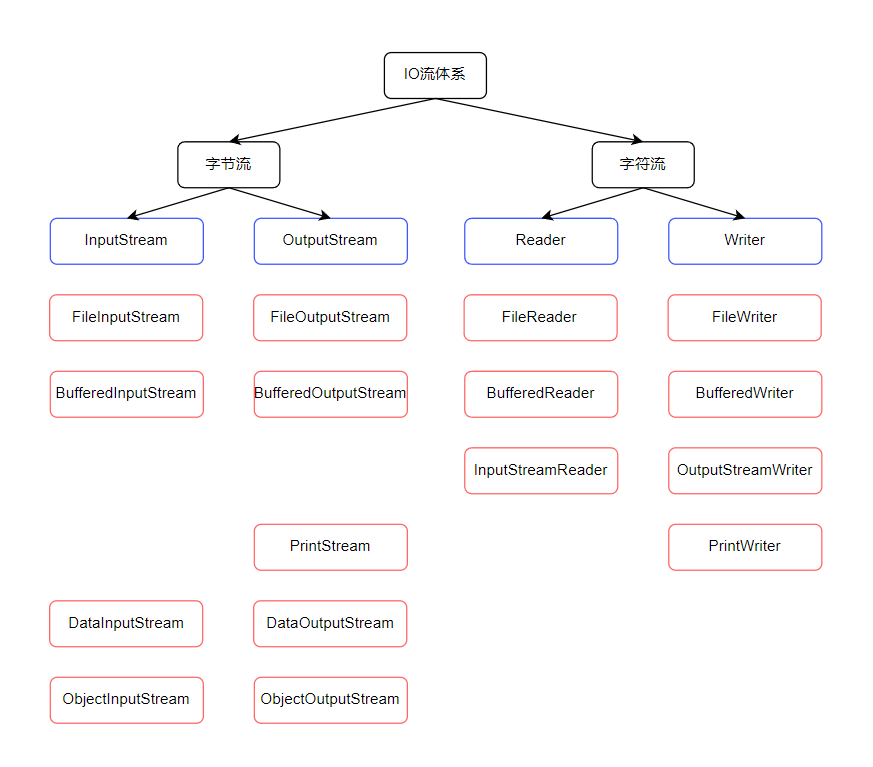 IO流体系
字节流
字符流
InputStream
OutputStream
Reader
Writer
FileInputStream
FileOutputStream
FileReader
FileWriter
BufferedInputStream
BufferedOutputStream
BufferedReader
BufferedWriter
InputStreamReader
OutputStreamWriter
PrintStream
PrintWriter
DataInputStream
DataOutputStream
ObjectInputStream
ObjectOutputStream